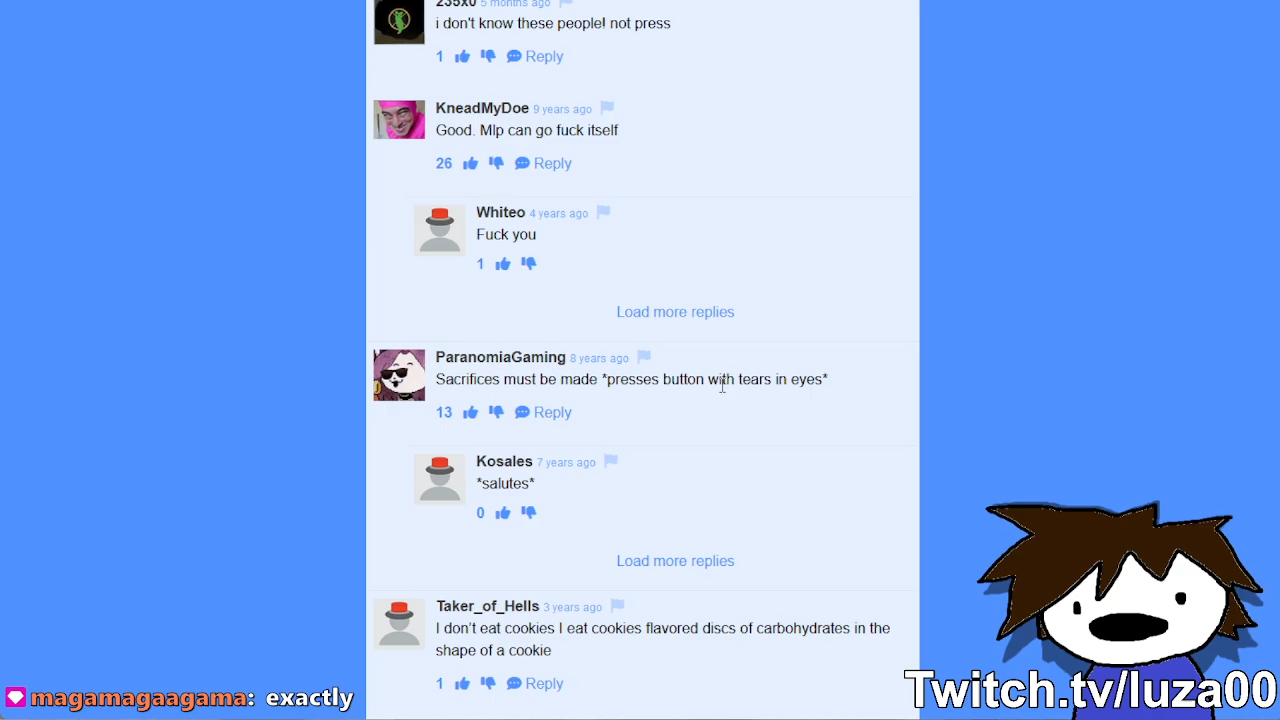 235x0 5 months ago
i don't know these people! not press
1 Reply
KneadMyDoe 9 years ago
Good. Mlp can go fuck itself
26 Reply
Whiteo 4 years ago
Fuck you
1
Load more replies
ParanomiaGaming 8 years ago
Sacrifices must be made *presses button with tears in eyes*
13 Reply
Kosales 7 years ago
*salutes*
0
Load more replies
Taker_of_Hells 3 years ago
I don't eat cookies I eat cookies flavored discs of carbohydrates in the
shape of a cookie
1 Reply
magamagaagama: exactly
Twitch.tv/luza00